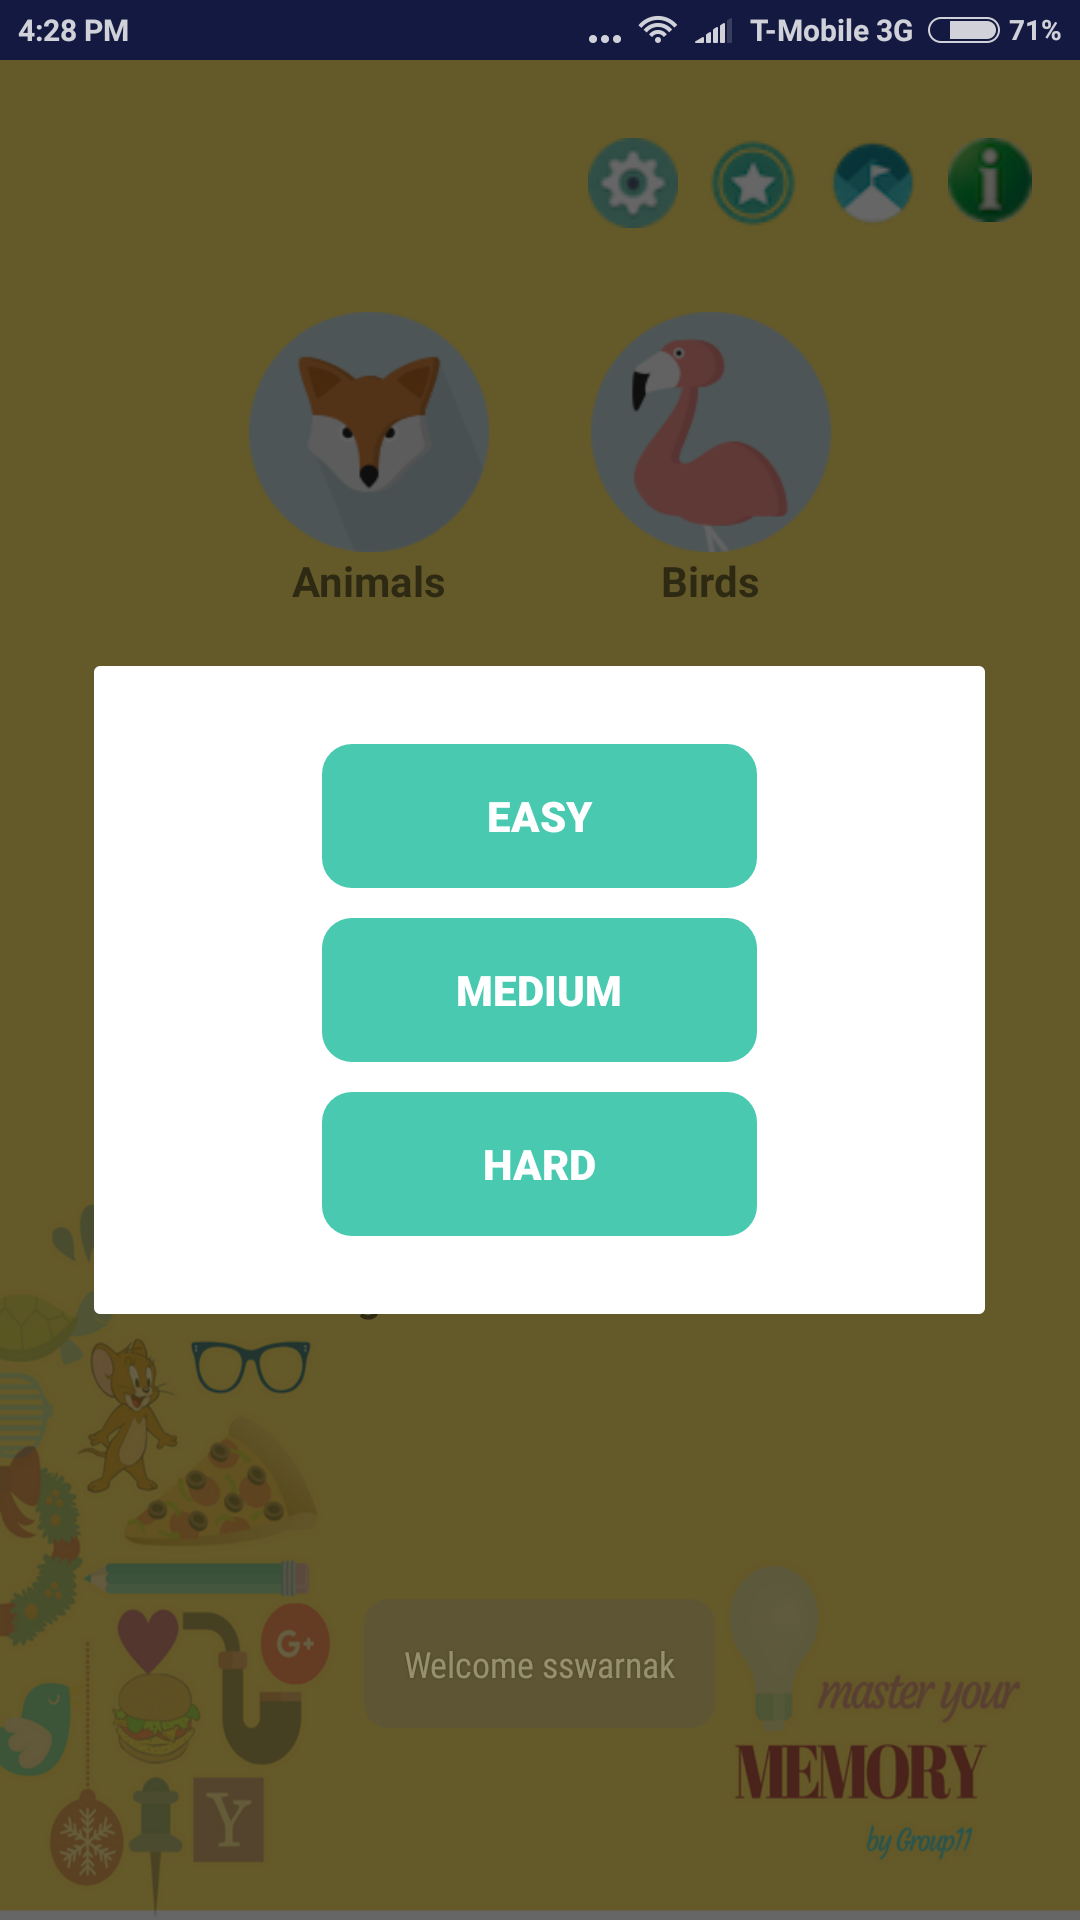 4:28 PM
T-Mobile 3G
71%
Animals
Birds
EASY
MEDIUM
HARD
G+
Welcome sswarnak
master your
MEMORY
Y
by Group11